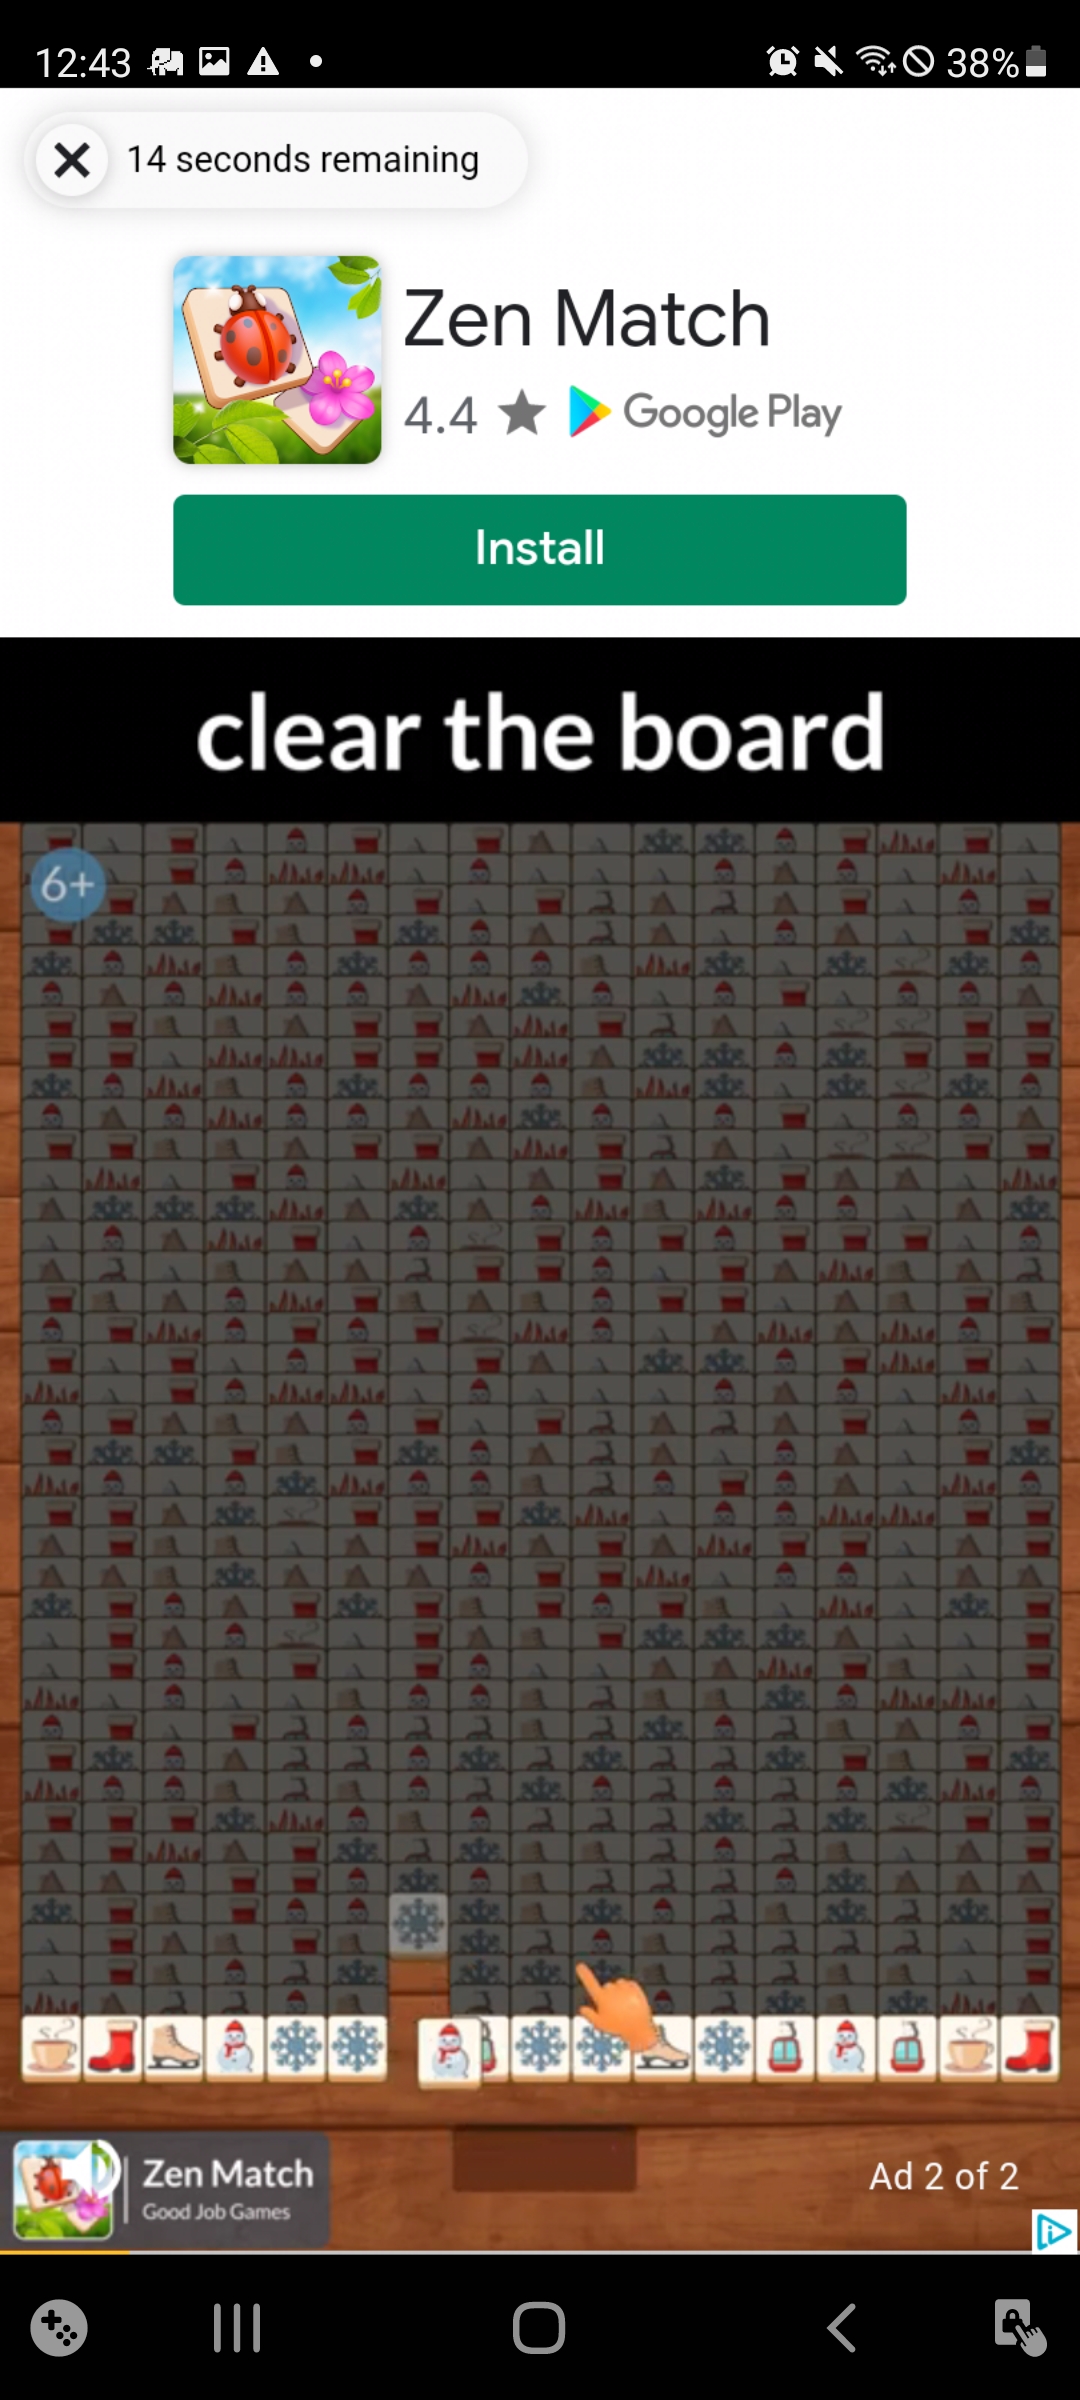 12:43
38%
14 seconds remaining
Zen Match
4.4 ★ Google Play
Install
clear the board
6+
Zen Match
Good Job Games
Ad 2 of 2